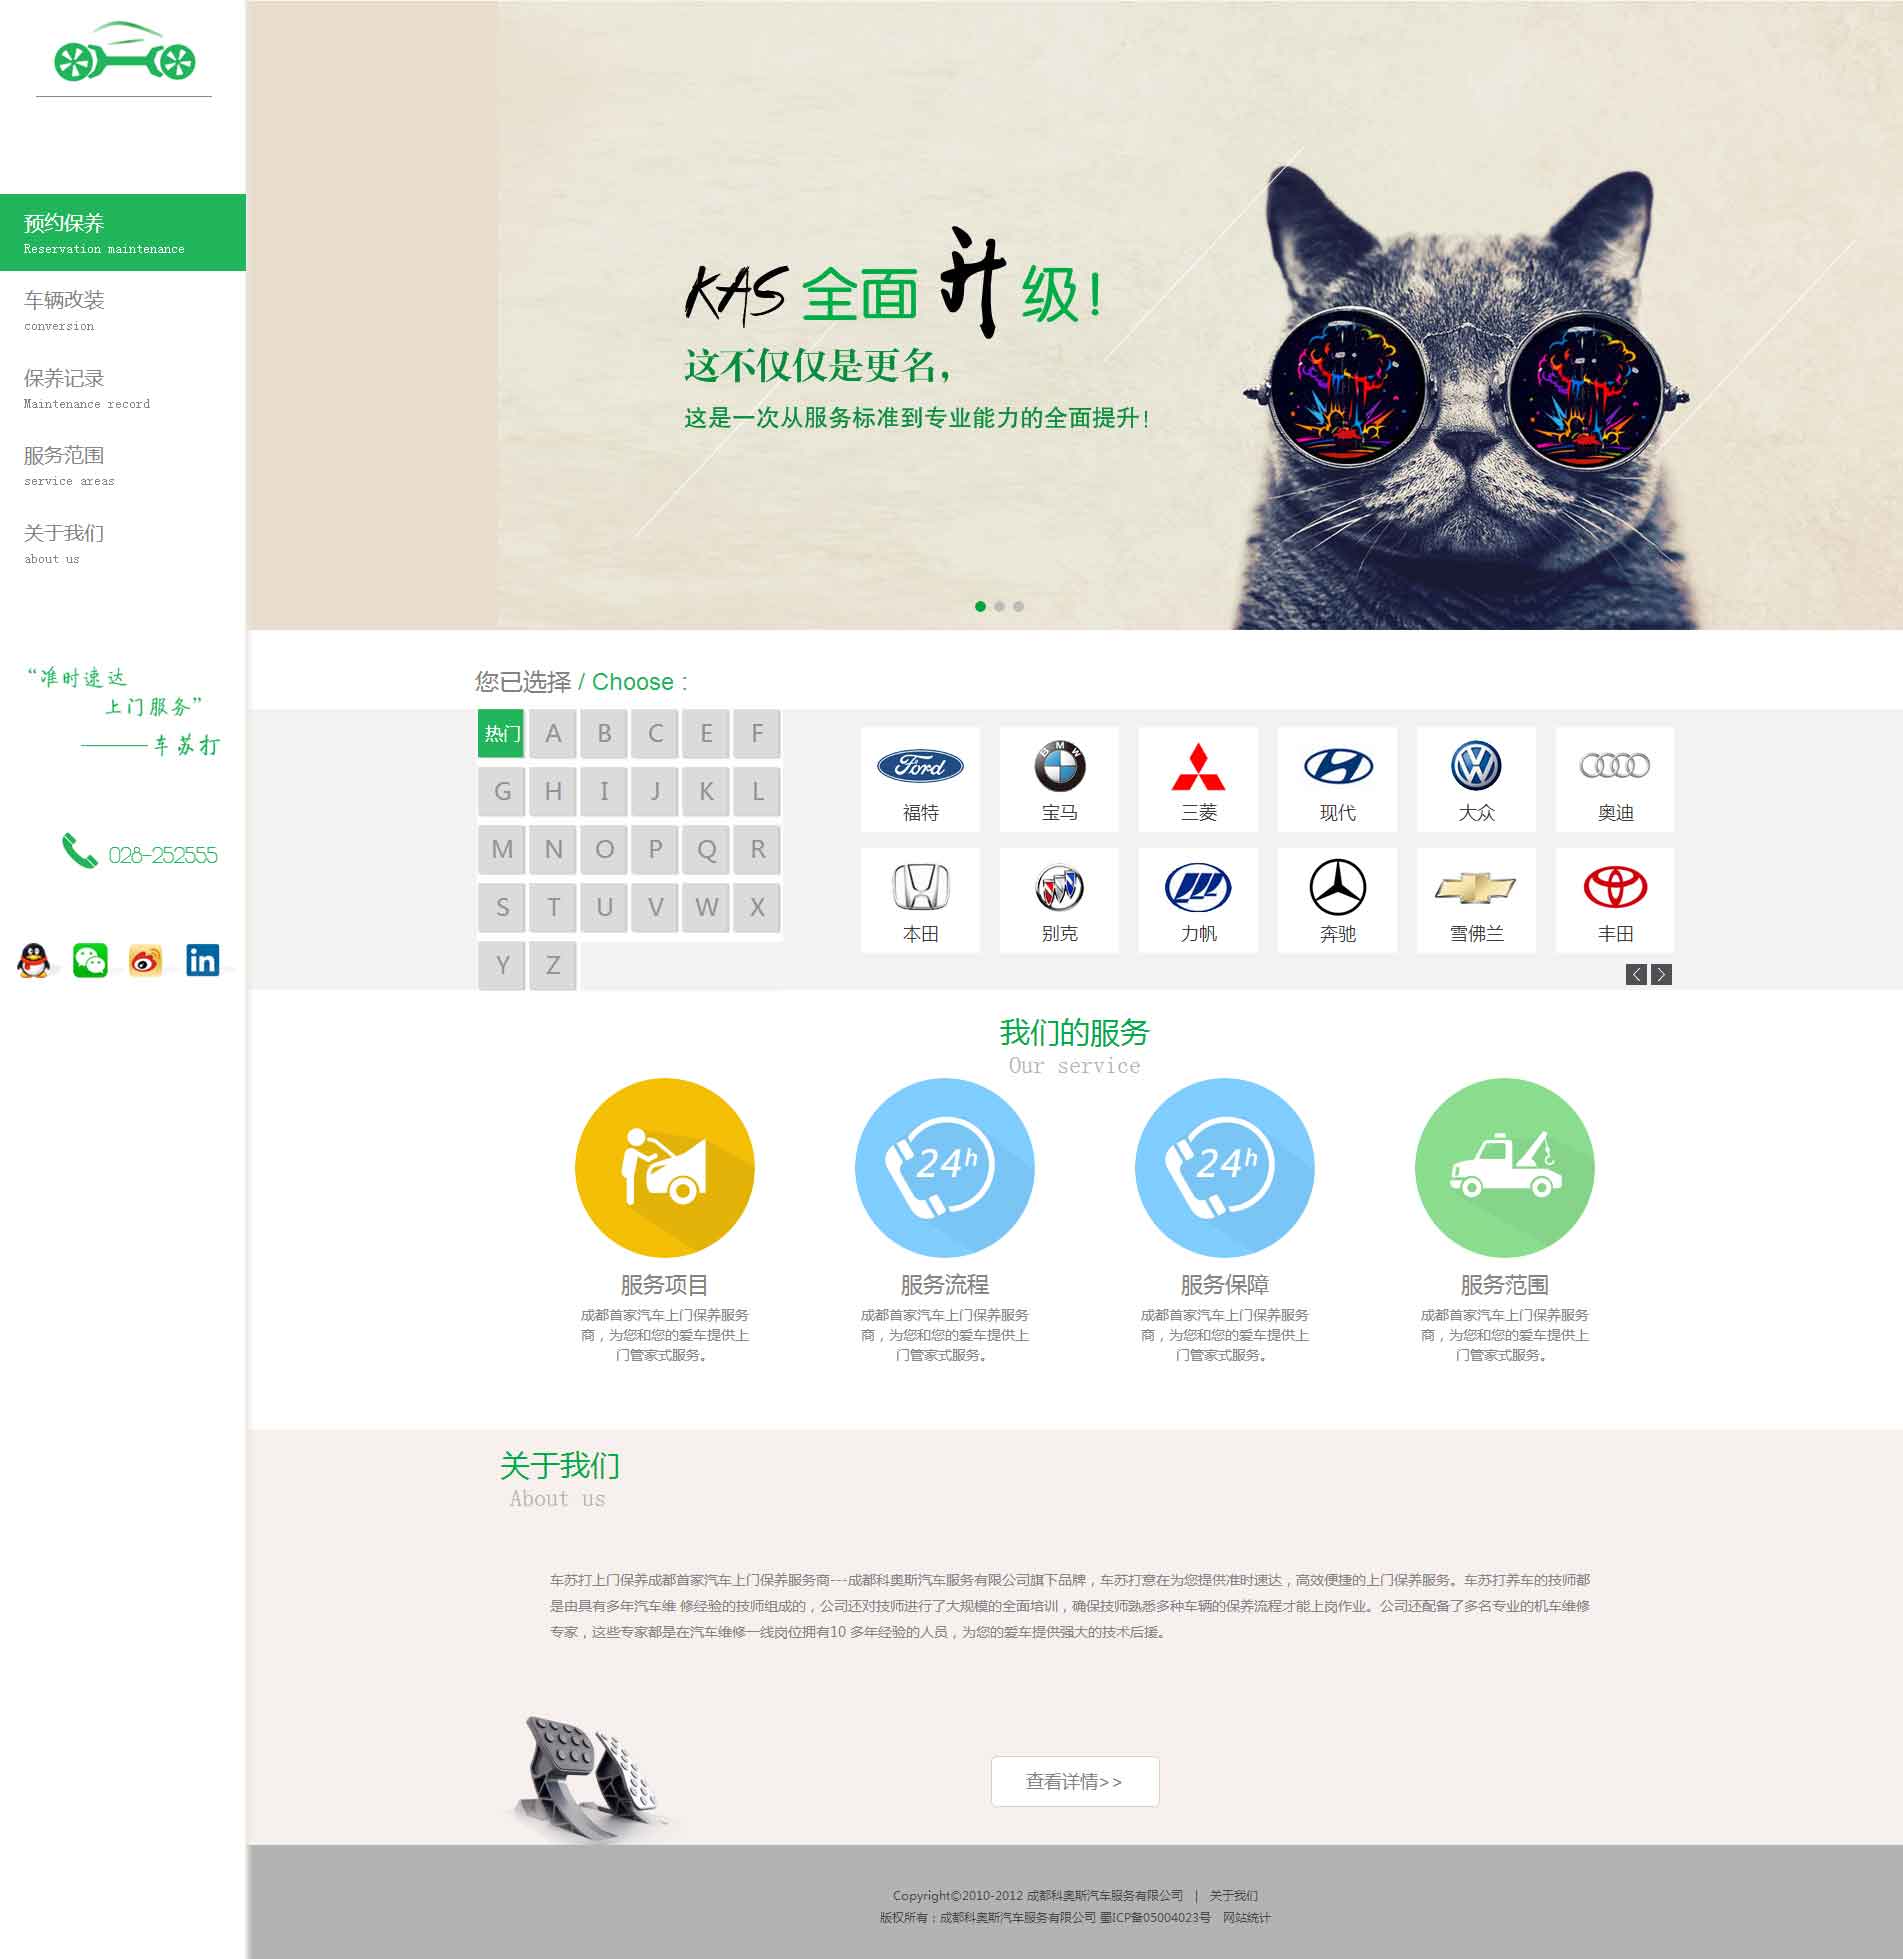 预约保养
Reservation maintenance
车辆改装
conversion
保养记录
Maintenance record
服务范围
service areas
关于我们
about us
“准时速达
上门服务”
———车苏打
028-252555
KAS 全面 升 级!
这不仅仅是更名，
这是一次从服务标准到专业能力的全面提升！
您已选择 / Choose :
热门 A B C E F
G H I J K L
M N O P Q R
S T U V W X
Y Z
Ford BMW
福特 宝马 三菱 现代 大众 奥迪
本田 别克 力帆 奔驰 雪佛兰 丰田
我们的服务
Our service
24h 24h
服务项目 服务流程 服务保障 服务范围
成都首家汽车上门保养服务 成都首家汽车上门保养服务 成都首家汽车上门保养服务 成都首家汽车上门保养服务
商，为您和您的爱车提供上 商，为您和您的爱车提供上 商，为您和您的爱车提供上 商，为您和您的爱车提供上
门管家式服务。 门管家式服务。 门管家式服务。 门管家式服务。
关于我们
About us
车苏打上门保养成都首家汽车上门保养服务商---成都科奥斯汽车服务有限公司旗下品牌，车苏打意在为您提供准时速达，高效便捷的上门保养服务。车苏打养车的技师都
是由具有多年汽车维 修经验的技师组成的，公司还对技师进行了大规模的全面培训，确保技师熟悉多种车辆的保养流程才能上岗作业。公司还配备了多名专业的机车维修
专家，这些专家都是在汽车维修一线岗位拥有10 多年经验的人员，为您的爱车提供强大的技术后援。
查看详情>>
Copyright©2010-2012 成都科奥斯汽车服务有限公司 | 关于我们
版权所有：成都科奥斯汽车服务有限公司 蜀ICP备05004023号 网站统计